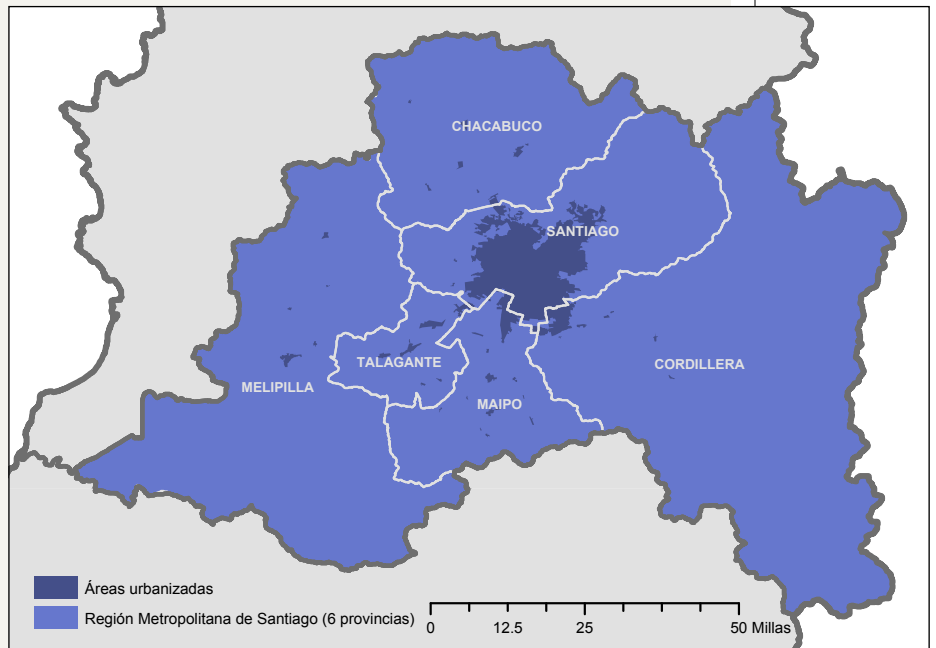 CHACABUCO
SANTIAGO
CORDILLERA
TALAGANTE
MELIPILLA
MAIPO
Áreas urbanizadas
Región Metropolitana de Santiago (6 provincias)
0 12.5 25 50 Millas